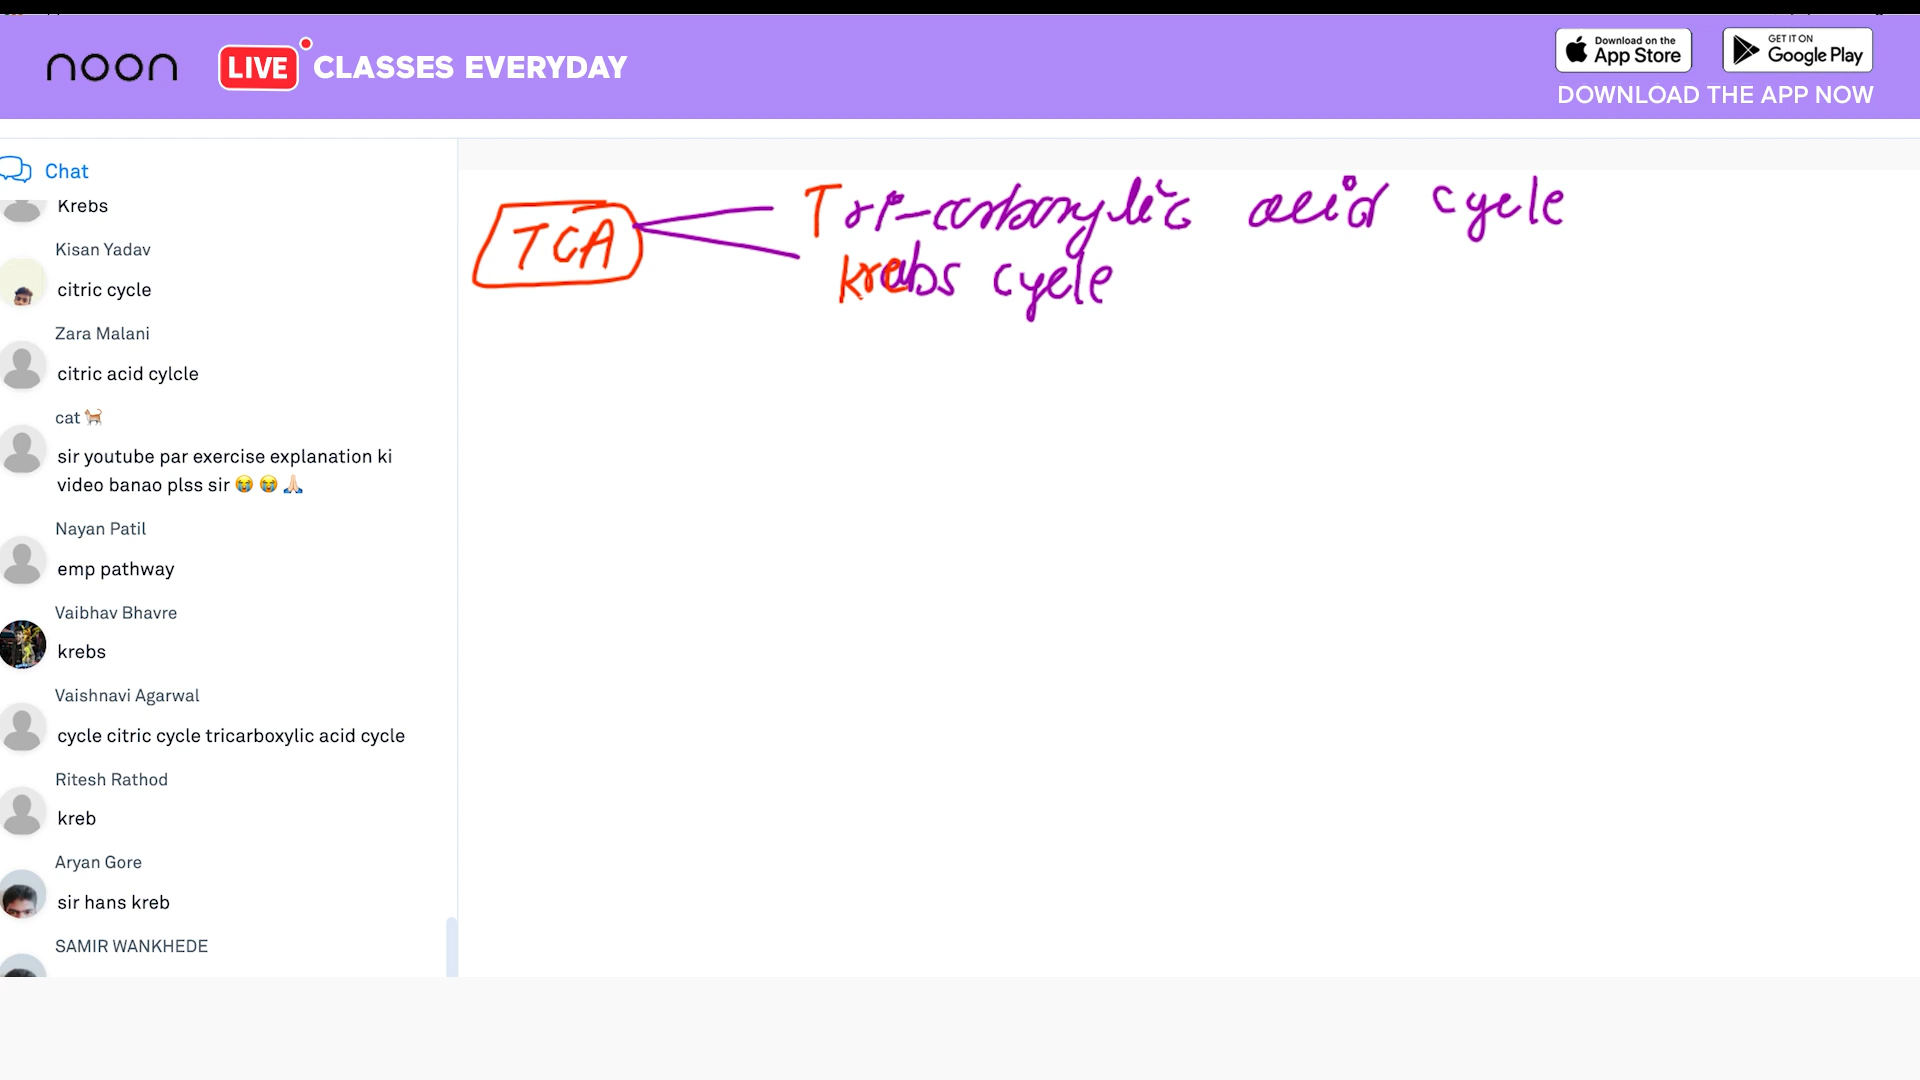 noon LIVE CLASSES EVERYDAY
Download on the App Store
GET IT ON Google Play
DOWNLOAD THE APP NOW
Chat
Krebs
Kisan Yadav
citric cycle
Zara Malani
citric acid cylcle
cat 🐈
sir youtube par exercise explanation ki
video banao plss sir 😭 😭 🙏🏻
Nayan Patil
emp pathway
Vaibhav Bhavre
krebs
Vaishnavi Agarwal
cycle citric cycle tricarboxylic acid cycle
Ritesh Rathod
kreb
Aryan Gore
sir hans kreb
SAMIR WANKHEDE
TCA
Tri-carboxylic acid cycle
krebs cycle